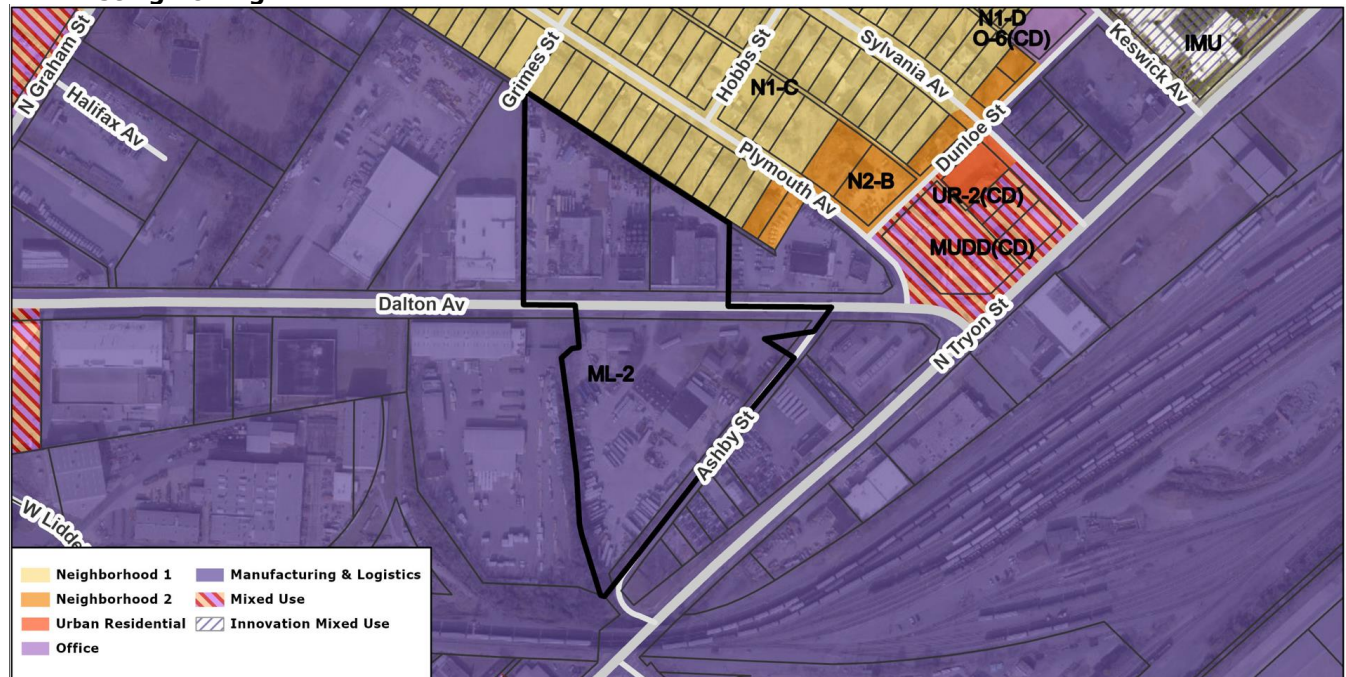 N Graham St
Halifax Av
Grimes St
Hobbs St
Sylvania Av
N1-D
O-6(CD)
Keswick Av
IMU
N1-C
Dunloe St
Plymouth Av
N2-B
UR-2(CD)
MUDD(CD)
Dalton Av
N Tryon St
ML-2
Ashby St
Neighborhood 1
Neighborhood 2
Urban Residential
Office
Manufacturing & Logistics
Mixed Use
Innovation Mixed Use